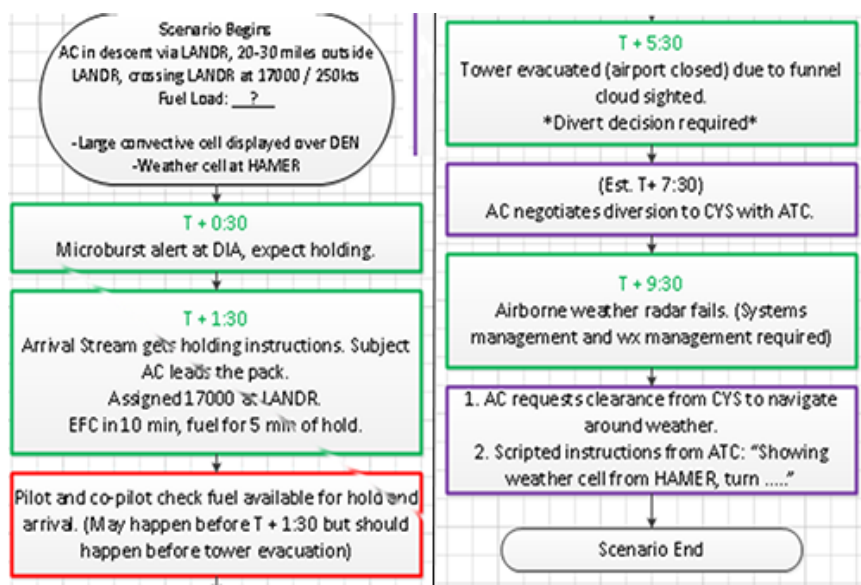 Scenario Begins
AC in descent via LANDR, 20-30 miles outside
LANDR, crossing LANDR at 17000 / 250kts
Fuel Load: __?__
-Large convective cell displayed over DEN
-Weather cell at HAMER
T + 0:30
Microburst alert at DIA, expect holding.
T + 1:30
Arrival Stream gets holding instructions. Subject
AC leads the pack.
Assigned 17000 at LANDR.
EFC in 10 min, fuel for 5 min of hold.
Pilot and co-pilot check fuel available for hold and
arrival. (May happen before T + 1:30 but should
happen before tower evacuation)
T + 5:30
Tower evacuated (airport closed) due to funnel
cloud sighted.
*Divert decision required*
(Est. T+ 7:30)
AC negotiates diversion to CYS with ATC.
T + 9:30
Airborne weather radar fails. (Systems
management and wx management required)
1. AC requests clearance from CYS to navigate
around weather.
2. Scripted instructions from ATC: “Showing
weather cell from HAMER, turn .....”
Scenario End